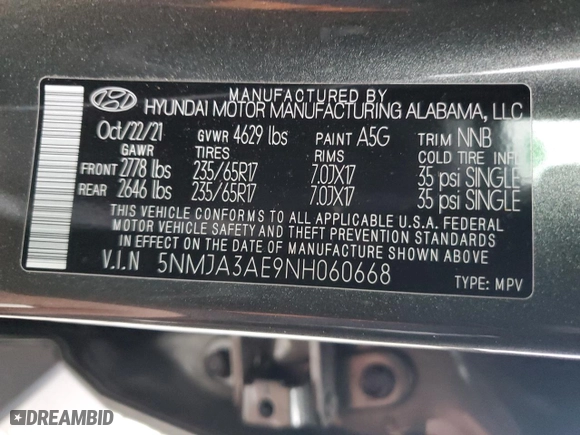 MANUFACTURED BY
HYUNDAI MOTOR MANUFACTURING ALABAMA, LLC
Oct/22/21 GVWR 4629 lbs PAINT A5G TRIM NNB
GAWR TIRES RIMS COLD TIRE INFL
FRONT 2778 lbs 235/65R17 7.0JX17 35 psi SINGLE
REAR 2646 lbs 235/65R17 7.0JX17 35 psi SINGLE
THIS VEHICLE CONFORMS TO ALL APPLICABLE U.S.A. FEDERAL
MOTOR VEHICLE SAFETY AND THEFT PREVENTION STANDARDS
IN EFFECT ON THE DATE OF MANUFACTURE SHOWN ABOVE
V.I.N 5NMJA3AE9NH060668 TYPE: MPV
DREAMBID